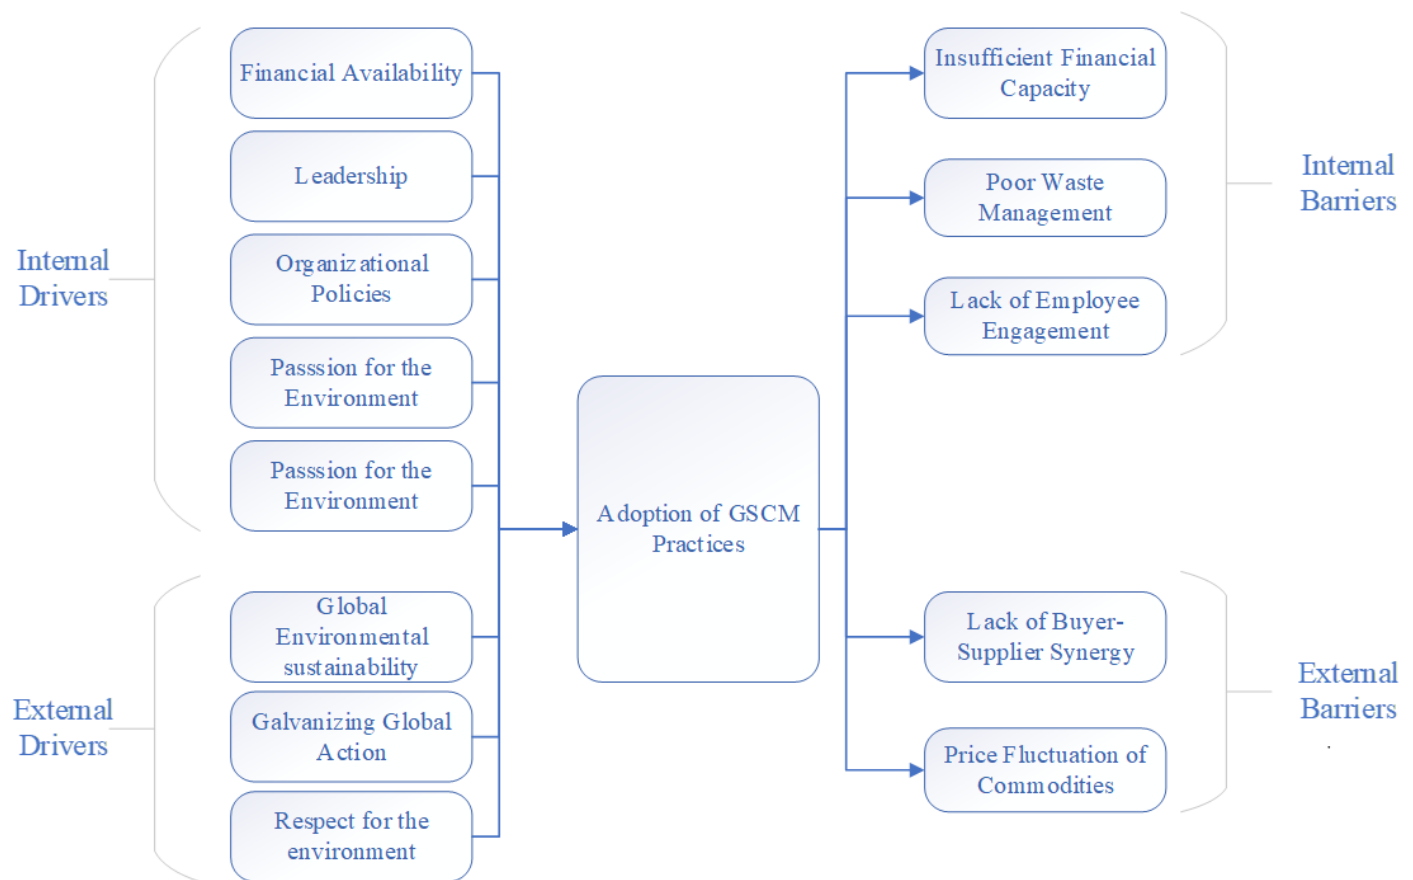 Internal
Drivers
Financial Availability
Leadership
Organizational
Policies
Passsion for the
Environment
Passsion for the
Environment
External
Drivers
Global
Environmental
sustainability
Galvanizing Global
Action
Respect for the
environment
Adoption of GSCM
Practices
Insufficient Financial
Capacity
Poor Waste
Management
Lack of Employee
Engagement
Internal
Barriers
Lack of Buyer-
Supplier Synergy
Price Fluctuation of
Commodities
External
Barriers
.